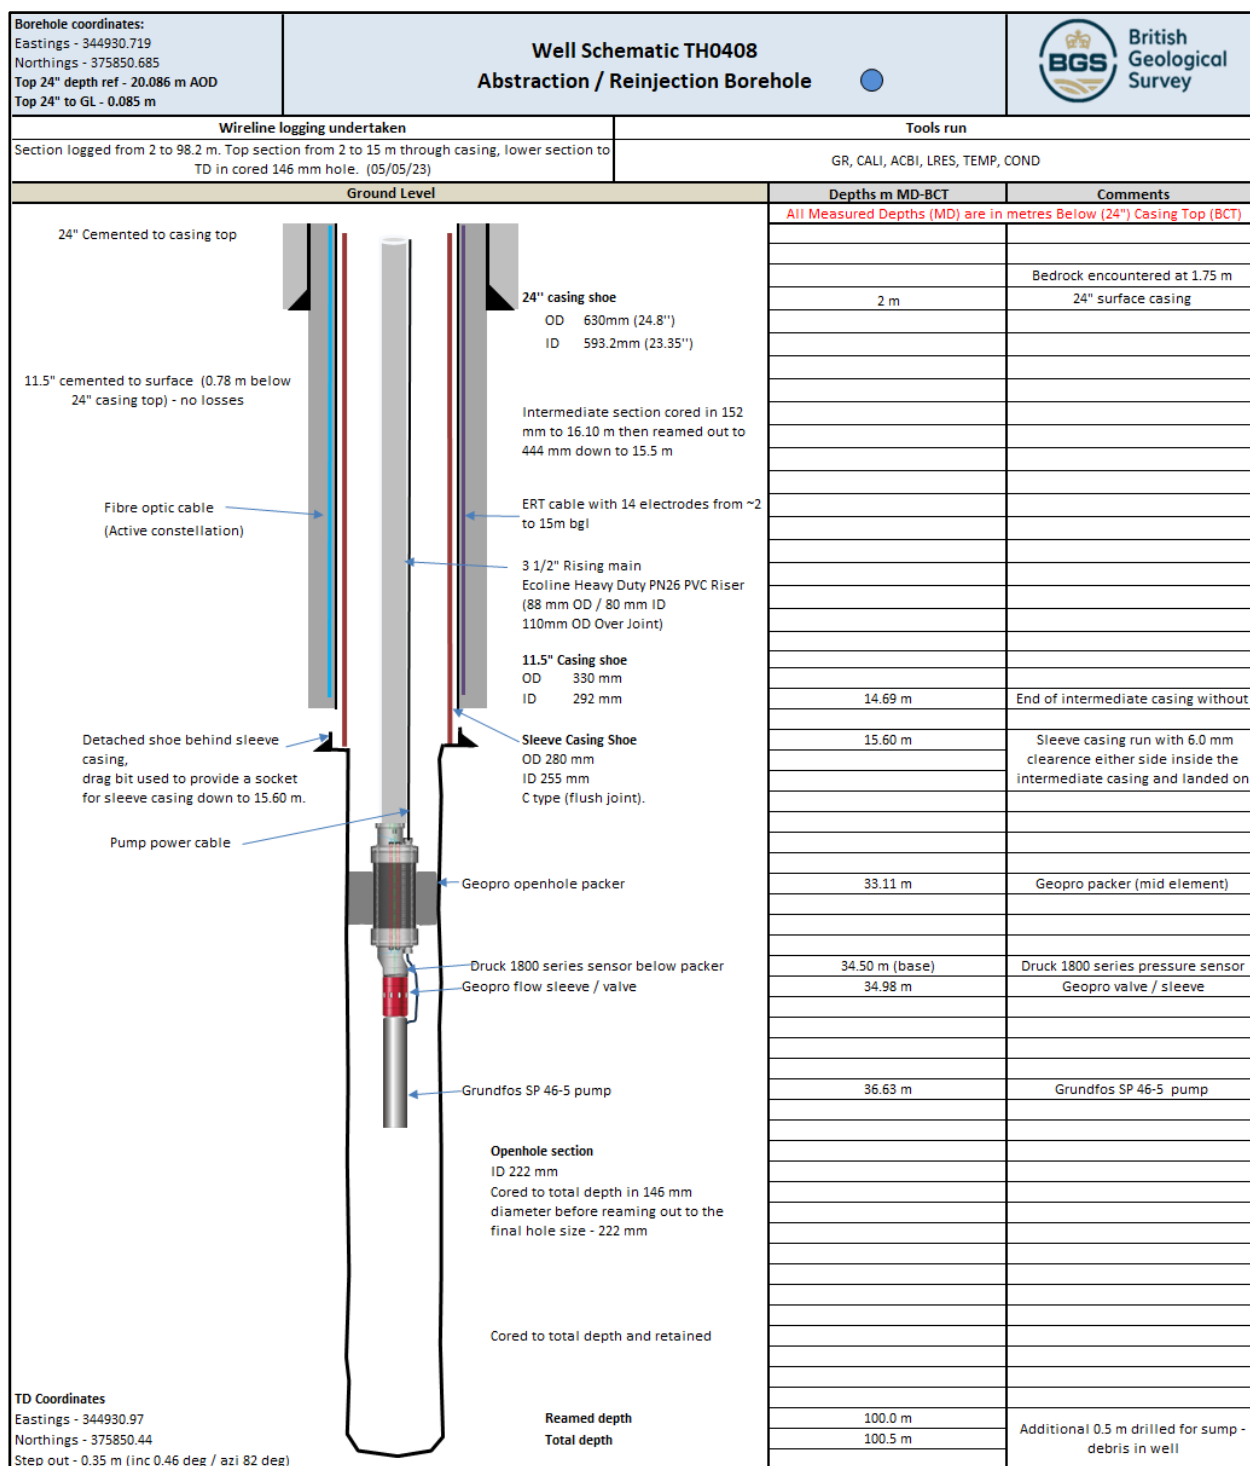 Borehole coordinates:
Eastings - 344930.719
Northings - 375850.685
Top 24" depth ref - 20.086 m AOD
Top 24" to GL - 0.085 m
Well Schematic TH0408
Abstraction / Reinjection Borehole
BGS
British
Geological
Survey
Wireline logging undertaken
Tools run
Section logged from 2 to 98.2 m. Top section from 2 to 15 m through casing, lower section to
TD in cored 146 mm hole. (05/05/23)
GR, CALI, ACBI, LRES, TEMP, COND
Ground Level
Depths m MD-BCT
Comments
All Measured Depths (MD) are in metres Below (24") Casing Top (BCT)
24" Cemented to casing top
Bedrock encountered at 1.75 m
24'' casing shoe
2 m
24" surface casing
OD 630mm (24.8'')
ID 593.2mm (23.35'')
11.5" cemented to surface (0.78 m below
24" casing top) - no losses
Intermediate section cored in 152
mm to 16.10 m then reamed out to
444 mm down to 15.5 m
Fibre optic cable
(Active constellation)
ERT cable with 14 electrodes from ~2
to 15m bgl
3 1/2" Rising main
Ecoline Heavy Duty PN26 PVC Riser
(88 mm OD / 80 mm ID
110mm OD Over Joint)
11.5" Casing shoe
OD 330 mm
ID 292 mm
14.69 m
End of intermediate casing without
Detached shoe behind sleeve
casing,
drag bit used to provide a socket
for sleeve casing down to 15.60 m.
Sleeve Casing Shoe
OD 280 mm
ID 255 mm
C type (flush joint).
15.60 m
Sleeve casing run with 6.0 mm
clearence either side inside the
intermediate casing and landed on
Pump power cable
Geopro openhole packer
33.11 m
Geopro packer (mid element)
Druck 1800 series sensor below packer
34.50 m (base)
Druck 1800 series pressure sensor
Geopro flow sleeve / valve
34.98 m
Geopro valve / sleeve
Grundfos SP 46-5 pump
36.63 m
Grundfos SP 46-5 pump
Openhole section
ID 222 mm
Cored to total depth in 146 mm
diameter before reaming out to the
final hole size - 222 mm
Cored to total depth and retained
TD Coordinates
Eastings - 344930.97
Northings - 375850.44
Step out - 0.35 m (inc 0.46 deg / azi 82 deg)
Reamed depth
100.0 m
Total depth
100.5 m
Additional 0.5 m drilled for sump -
debris in well